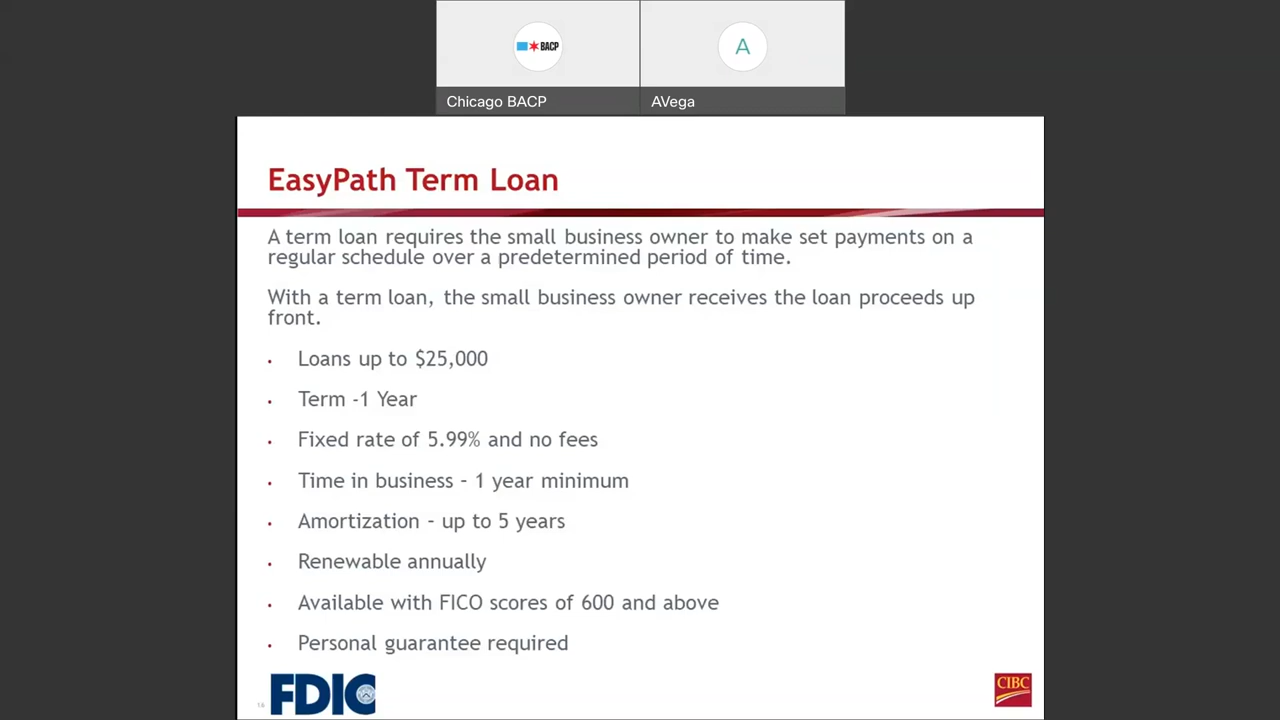 BACP
A
Chicago BACP
AVega
EasyPath Term Loan
A term loan requires the small business owner to make set payments on a
regular schedule over a predetermined period of time.
With a term loan, the small business owner receives the loan proceeds up
front.
• Loans up to $25,000
• Term -1 Year
• Fixed rate of 5.99% and no fees
• Time in business – 1 year minimum
• Amortization – up to 5 years
• Renewable annually
• Available with FICO scores of 600 and above
• Personal guarantee required
16
FDIC
CIBC